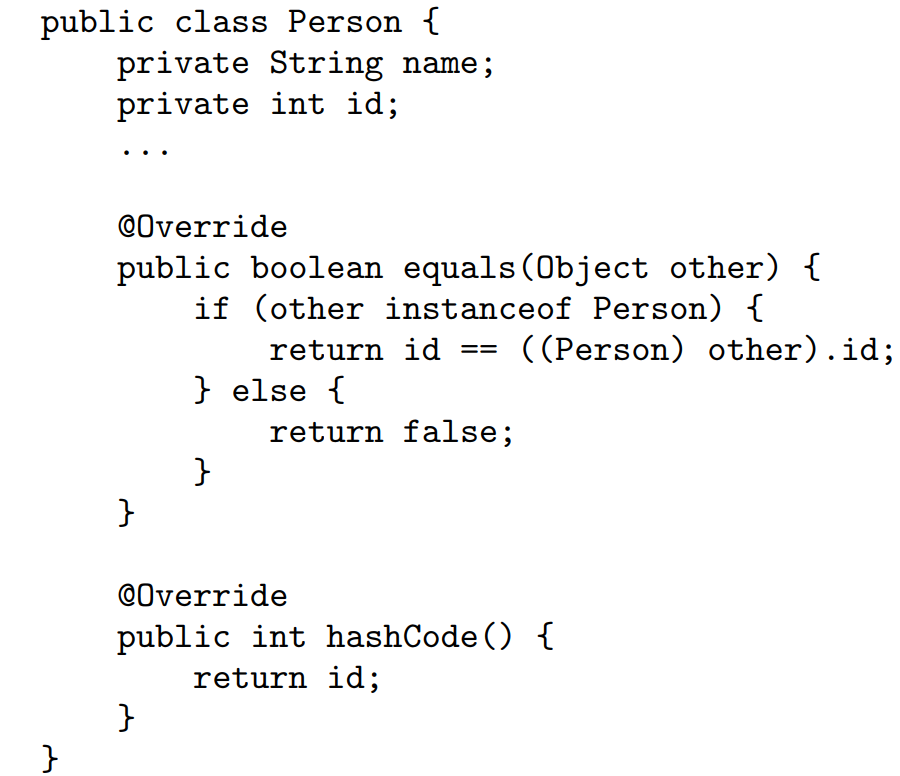 public class Person {
    private String name;
    private int id;
    ...

    @Override
    public boolean equals(Object other) {
        if (other instanceof Person) {
            return id == ((Person) other).id;
        } else {
            return false;
        }
    }

    @Override
    public int hashCode() {
        return id;
    }
}